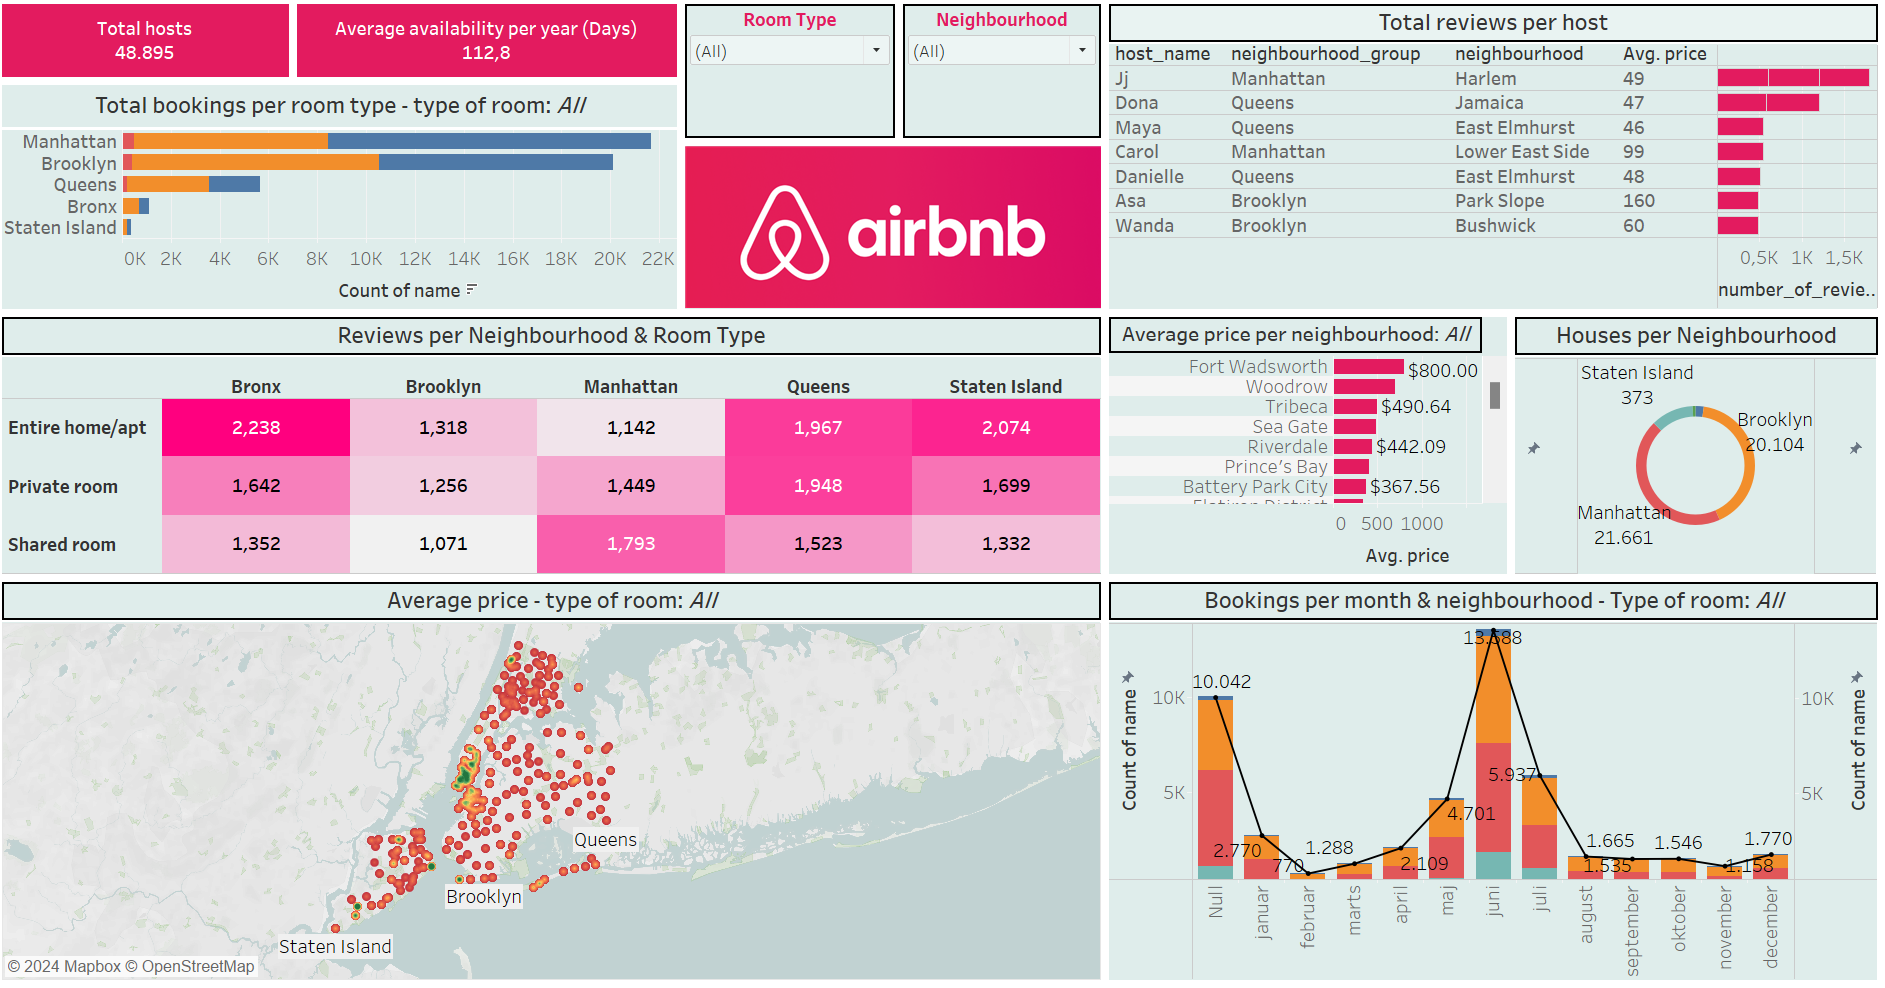 Total hosts
48.895
Average availability per year (Days)
112,8
Room Type
(All)
Neighbourhood
(All)
Total bookings per room type - type of room: All
Manhattan
Brooklyn
Queens
Bronx
Staten Island
0K 2K 4K 6K 8K 10K 12K 14K 16K 18K 20K 22K
Count of name
airbnb
Total reviews per host
host_name neighbourhood_group neighbourhood Avg. price
Jj Manhattan Harlem 49
Dona Queens Jamaica 47
Maya Queens East Elmhurst 46
Carol Manhattan Lower East Side 99
Danielle Queens East Elmhurst 48
Asa Brooklyn Park Slope 160
Wanda Brooklyn Bushwick 60
0,5K 1K 1,5K
number_of_revie..
Reviews per Neighbourhood & Room Type
Bronx Brooklyn Manhattan Queens Staten Island
Entire home/apt 2,238 1,318 1,142 1,967 2,074
Private room 1,642 1,256 1,449 1,948 1,699
Shared room 1,352 1,071 1,793 1,523 1,332
Average price per neighbourhood: All
Fort Wadsworth $800.00
Woodrow
Tribeca $490.64
Sea Gate
Riverdale $442.09
Prince's Bay
Battery Park City $367.56
Flatiron District
0 500 1000
Avg. price
Houses per Neighbourhood
Staten Island
373
Brooklyn
20.104
Manhattan
21.661
Average price - type of room: All
Queens
Brooklyn
Staten Island
© 2024 Mapbox © OpenStreetMap
Bookings per month & neighbourhood - Type of room: All
Count of name
10K
5K
10.042
2.770
770
1.288
2.109
4.701
13.588
5.937
1.665
1.535
1.546
1.158
1.770
10K
5K
Count of name
Null
januar
februar
marts
april
maj
juni
juli
august
september
oktober
november
december